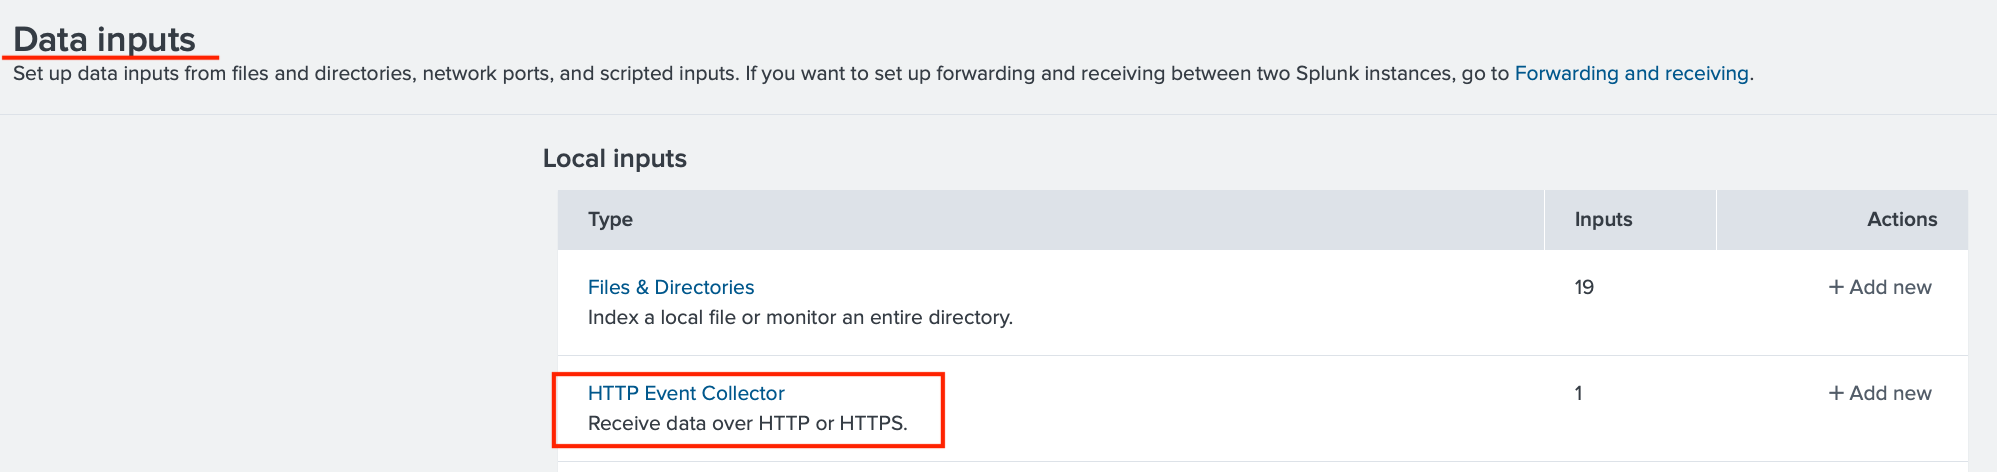 Data inputs
Set up data inputs from files and directories, network ports, and scripted inputs. If you want to set up forwarding and receiving between two Splunk instances, go to Forwarding and receiving.
Local inputs
Type Inputs Actions
Files & Directories 19 + Add new
Index a local file or monitor an entire directory.
HTTP Event Collector 1 + Add new
Receive data over HTTP or HTTPS.